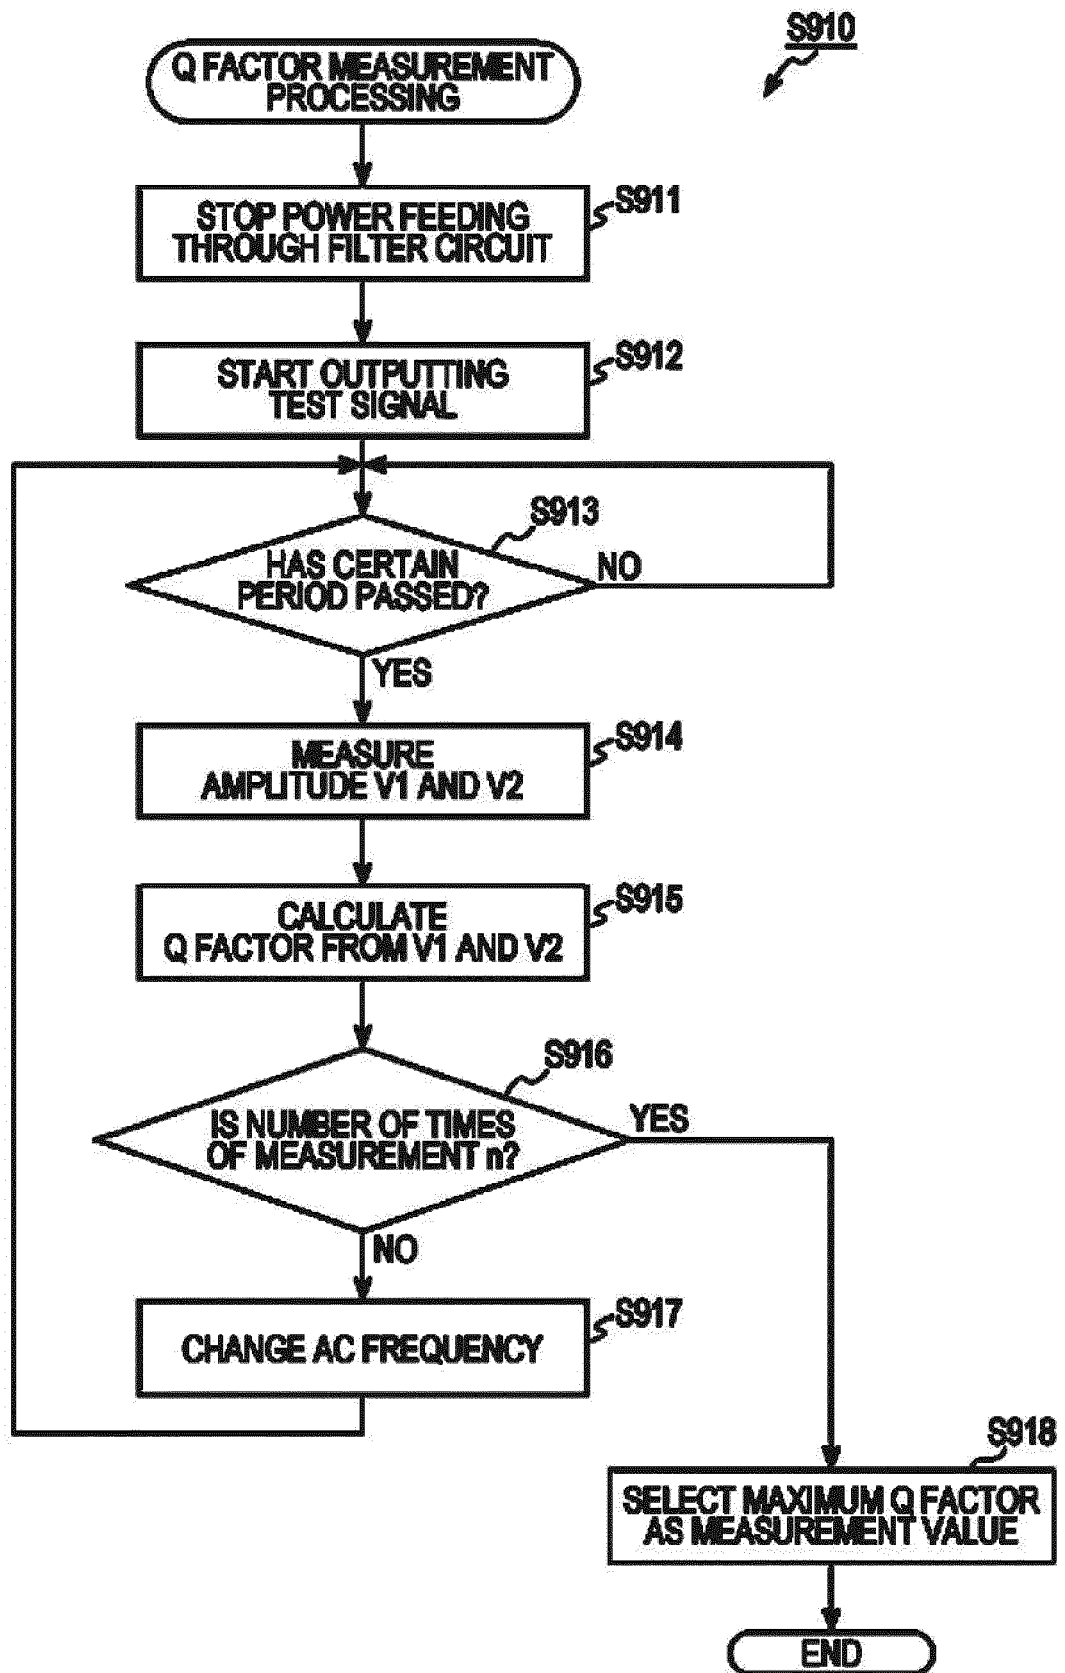 S910
Q FACTOR MEASUREMENT
PROCESSING
S911
STOP POWER FEEDING
THROUGH FILTER CIRCUIT
S912
START OUTPUTTING
TEST SIGNAL
S913
HAS CERTAIN
PERIOD PASSED?
NO
YES
S914
MEASURE
AMPLITUDE V1 AND V2
S915
CALCULATE
Q FACTOR FROM V1 AND V2
S916
IS NUMBER OF TIMES
OF MEASUREMENT n?
YES
NO
S917
CHANGE AC FREQUENCY
S918
SELECT MAXIMUM Q FACTOR
AS MEASUREMENT VALUE
END